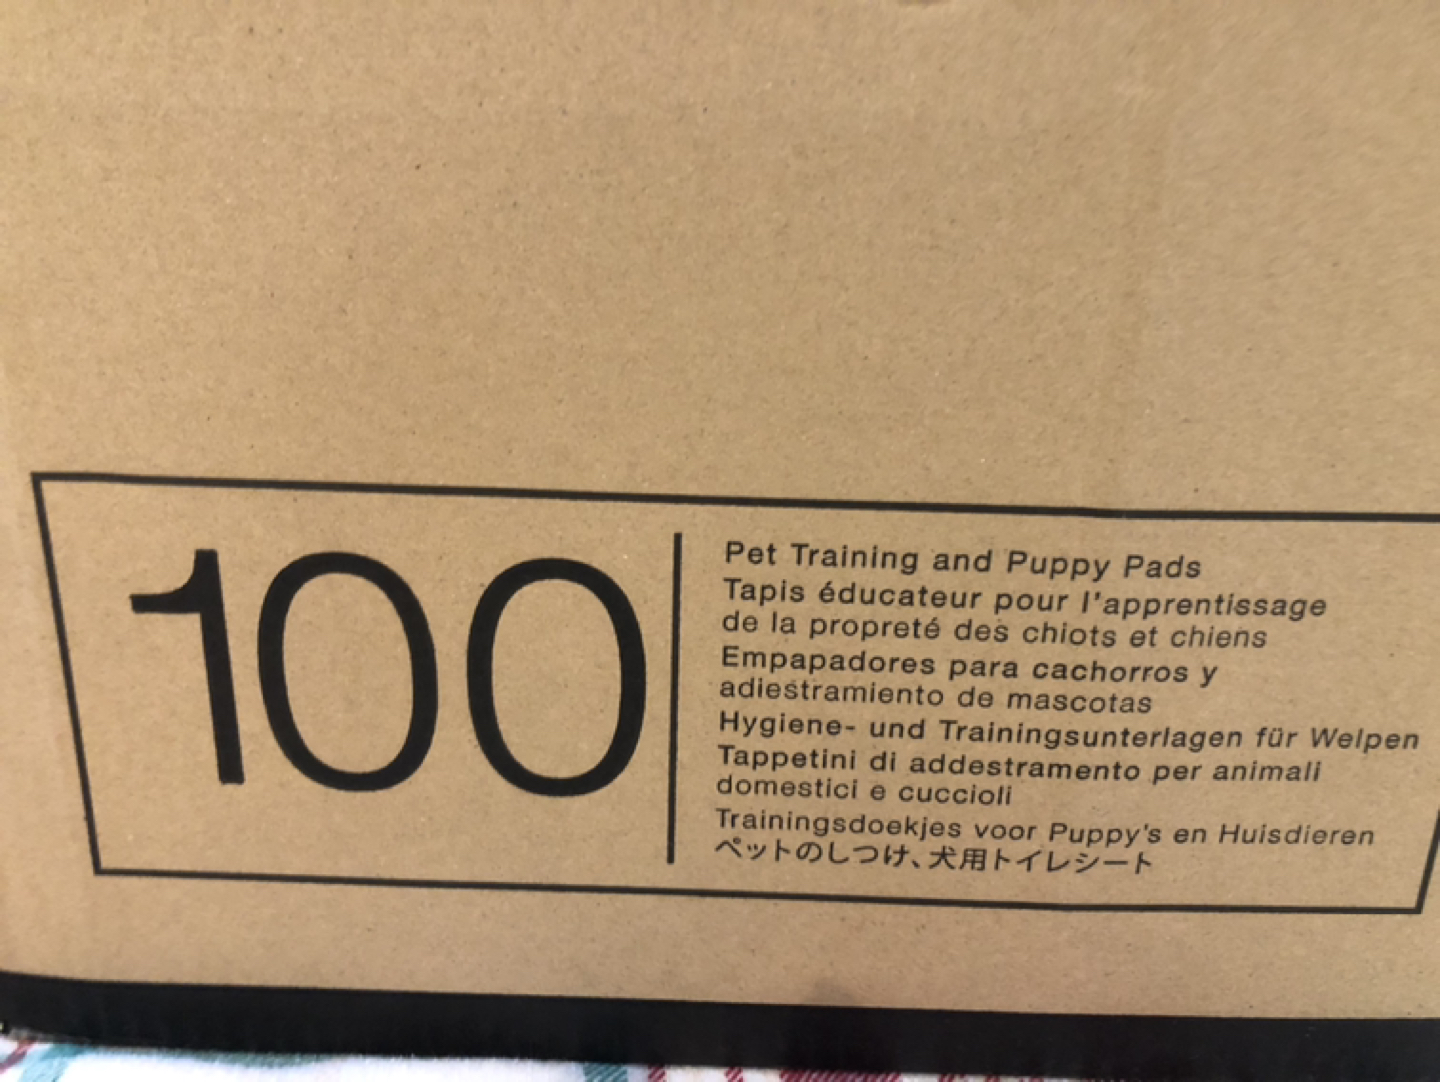 100
Pet Training and Puppy Pads
Tapis éducateur pour l'apprentissage
de la propreté des chiots et chiens
Empapadores para cachorros y
adiestramiento de mascotas
Hygiene- und Trainingsunterlagen für Welpen
Tappetini di addestramento per animali
domestici e cuccioli
Trainingsdoekjes voor Puppy's en Huisdieren
ペットのしつけ、犬用トイレシート